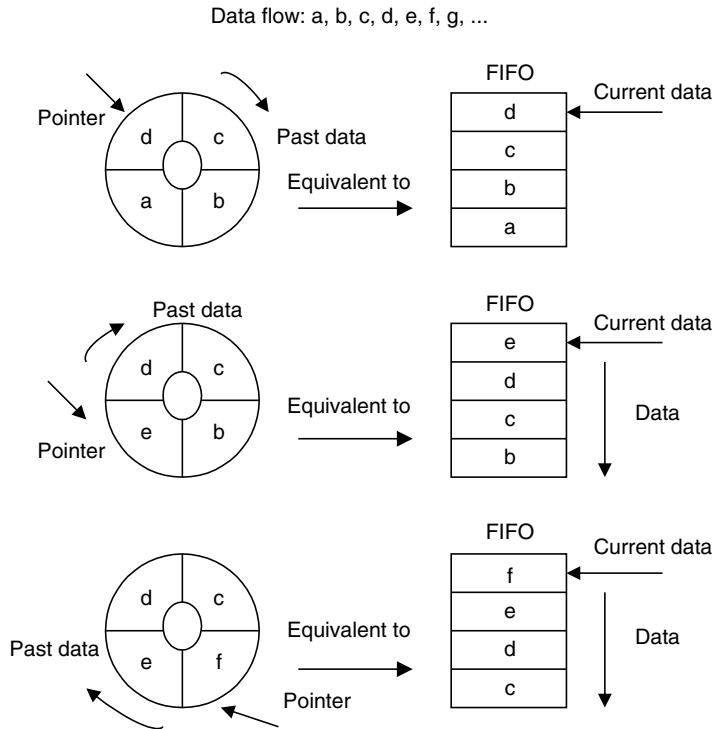 Data flow: a, b, c, d, e, f, g, ...
FIFO
Pointer
d
c
a
b
Past data
Equivalent to
d
c
b
a
Current data
Past data
FIFO
Pointer
d
c
e
b
Equivalent to
e
d
c
b
Current data
Data
FIFO
Past data
d
c
e
f
Pointer
Equivalent to
f
e
d
c
Current data
Data